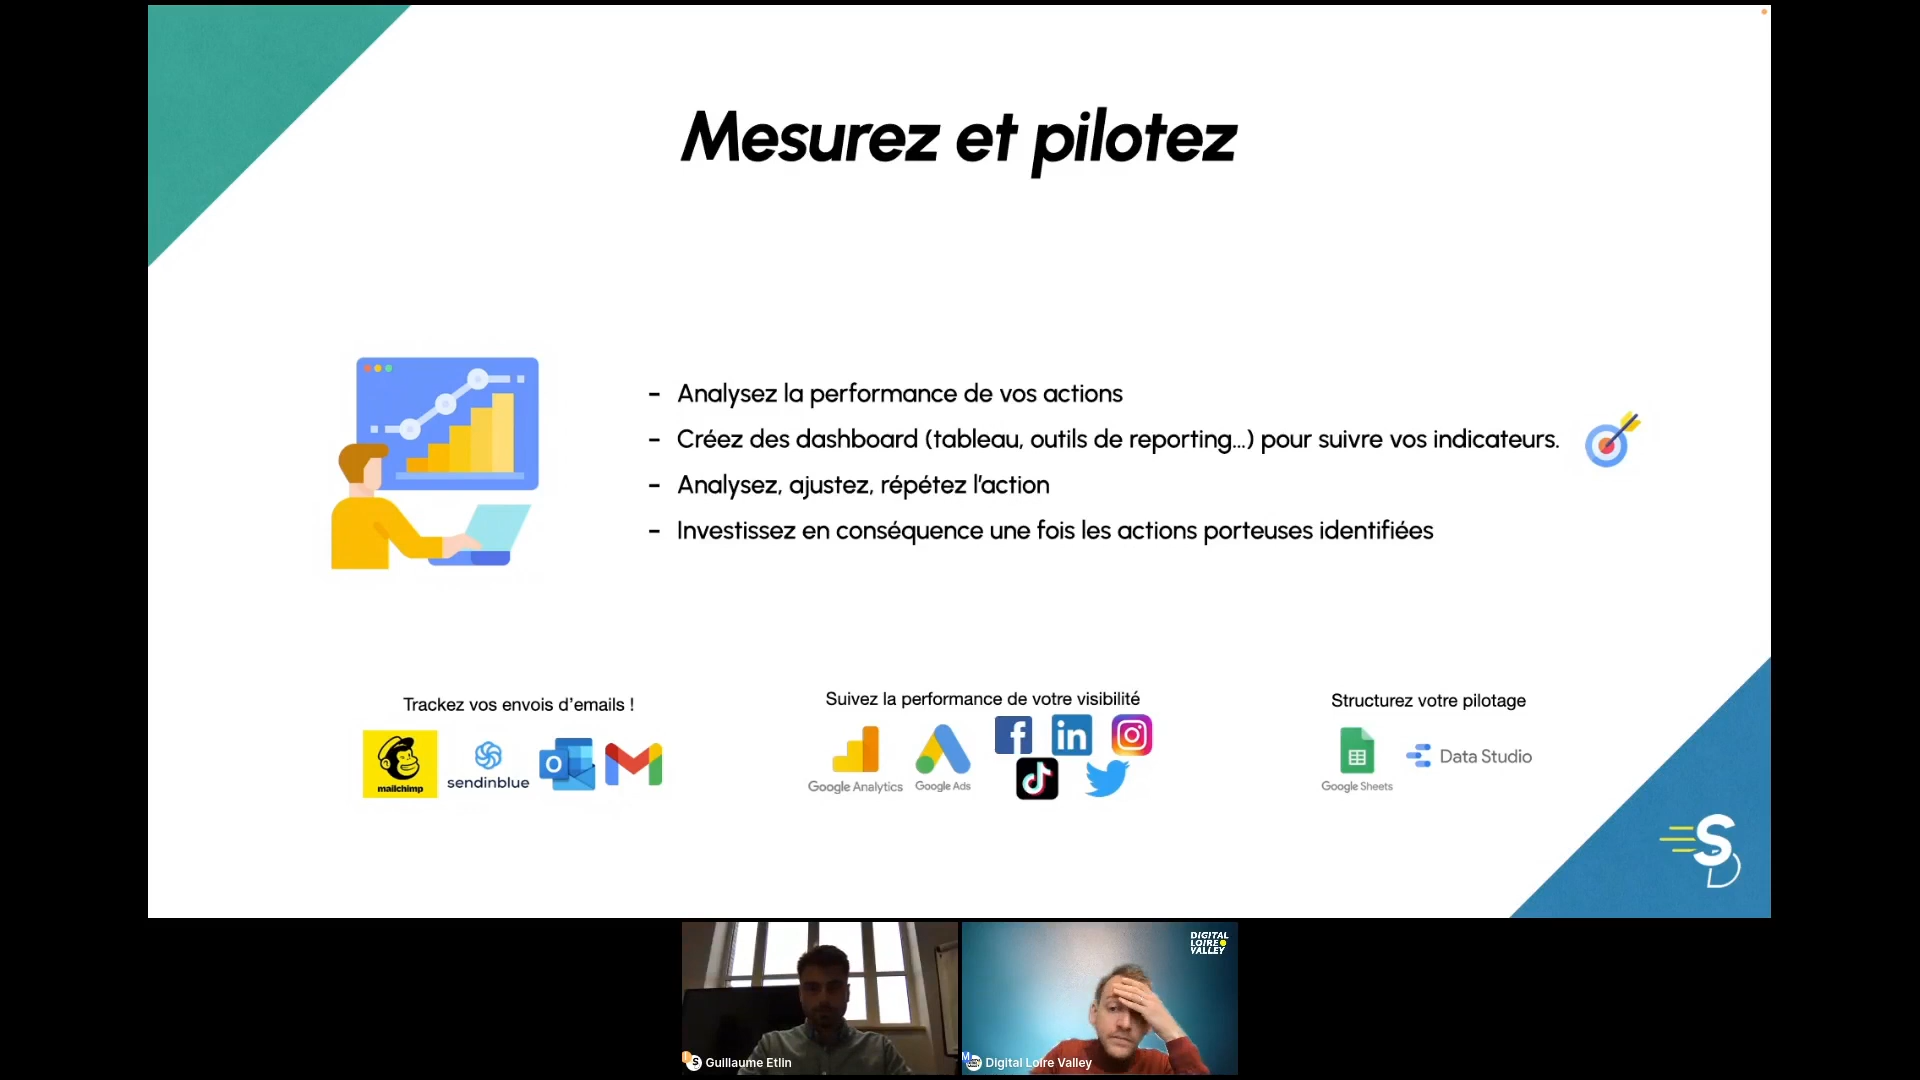 Mesurez et pilotez
- Analysez la performance de vos actions
- Créez des dashboard (tableau, outils de reporting...) pour suivre vos indicateurs.
- Analysez, ajustez, répétez l'action
- Investissez en conséquence une fois les actions porteuses identifiées
Trackez vos envois d'emails !
mailchimp
sendinblue
O
Suivez la performance de votre visibilité
Google Analytics
Google Ads
f
in
Structurez votre pilotage
Google Sheets
Data Studio
S
D
DIGITAL
LOIRE
VALLEY
S
Guillaume Etlin
M
Digital Loire Valley